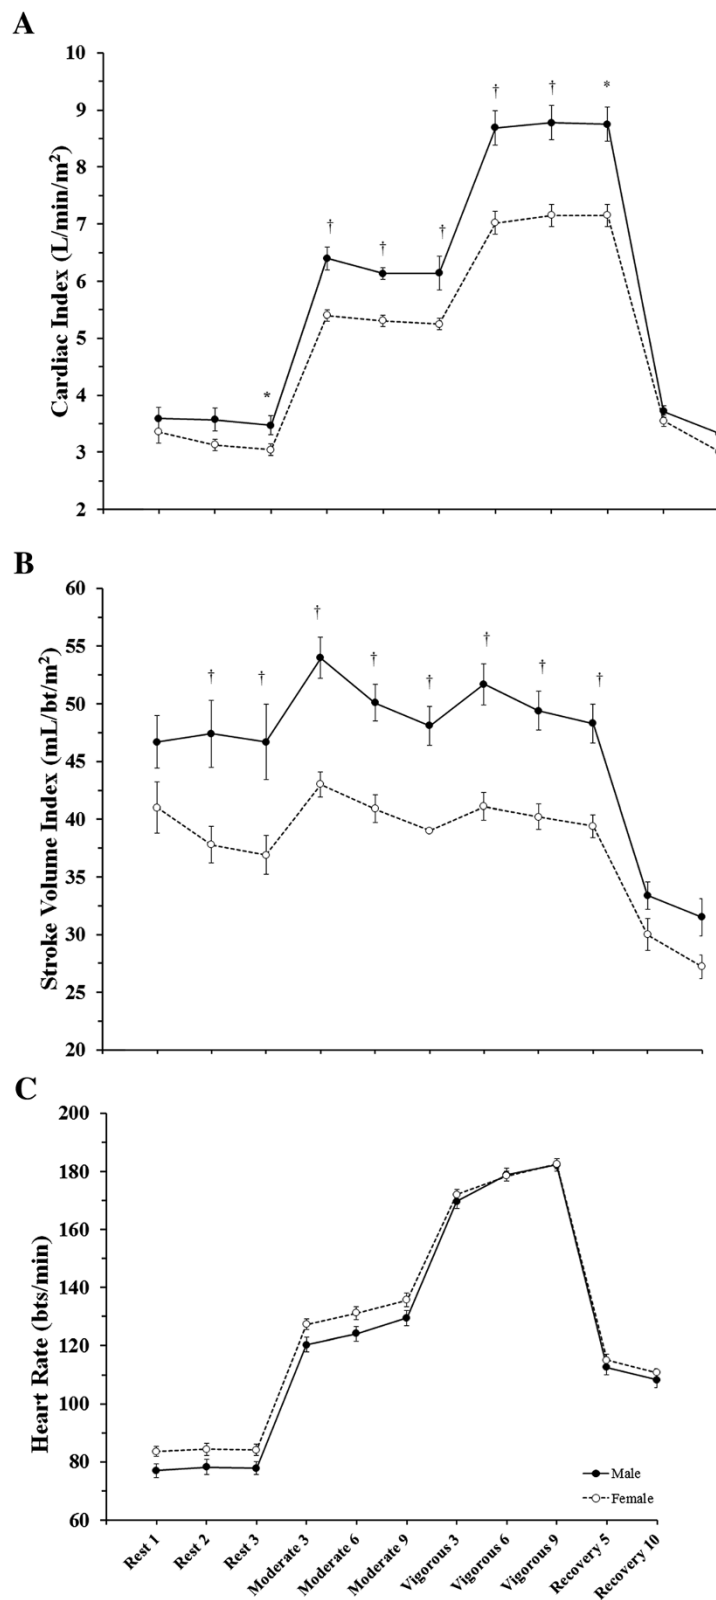 A
Cardiac Index (L/min/m²)
10
9
8
7
6
5
4
3
2
* † † † † † *
B
Stroke Volume Index (mL/bt/m²)
60
55
50
45
40
35
30
25
20
† † † † † † † †
C
Heart Rate (bts/min)
200
180
160
140
120
100
80
60
Male
Female
Rest 1
Rest 2
Rest 3
Moderate 3
Moderate 6
Moderate 9
Vigorous 3
Vigorous 6
Vigorous 9
Recovery 5
Recovery 10